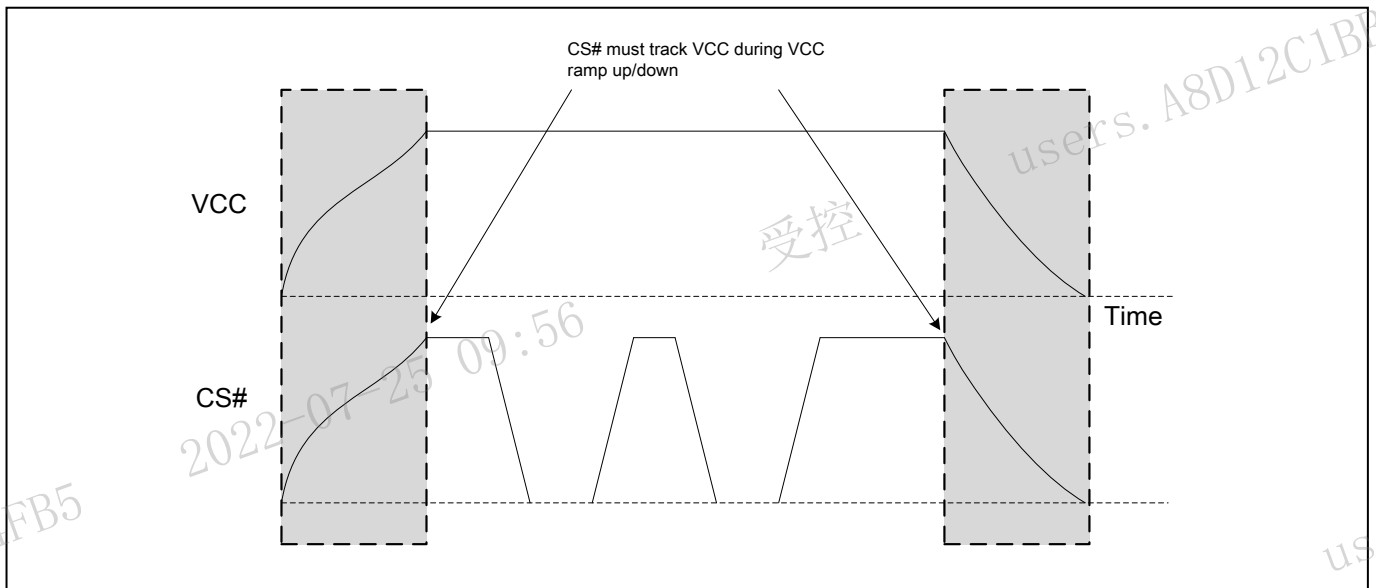 CS# must track VCC during VCC
ramp up/down
users. A8D12C1BB
VCC
受控
Time
2022-07-25 09:56
CS#
FB5
us